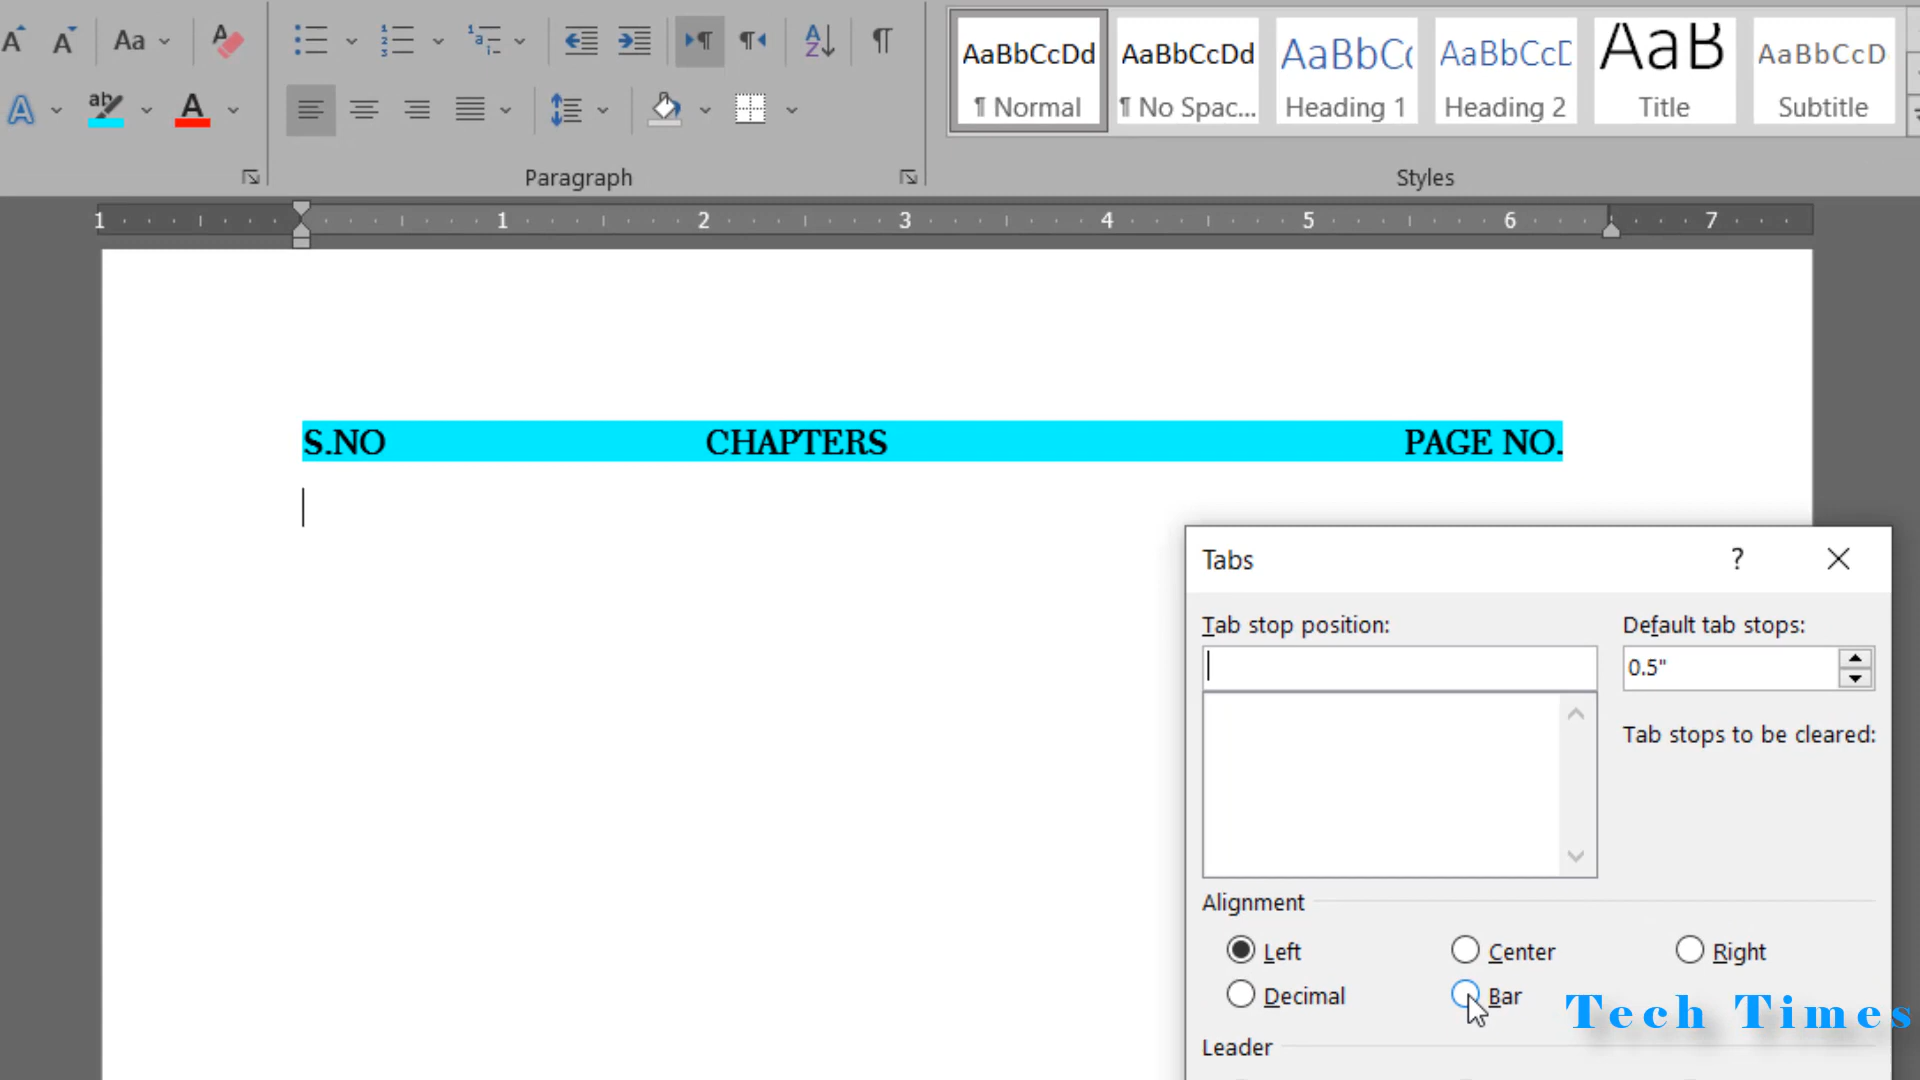 Aa
A
Z
AaBbCcDd AaBbCcDd AaBbCc AaBbCcD AaB AaBbCcD
¶ Normal ¶ No Spac... Heading 1 Heading 2 Title Subtitle
A ab A
Paragraph Styles
1 1 2 3 4 5 6 7
S.NO CHAPTERS PAGE NO.
Tabs ?
Tab stop position: Default tab stops:
0.5"
Tab stops to be cleared:
Alignment
Left Center Right
Decimal Bar
Tech Times
Leader